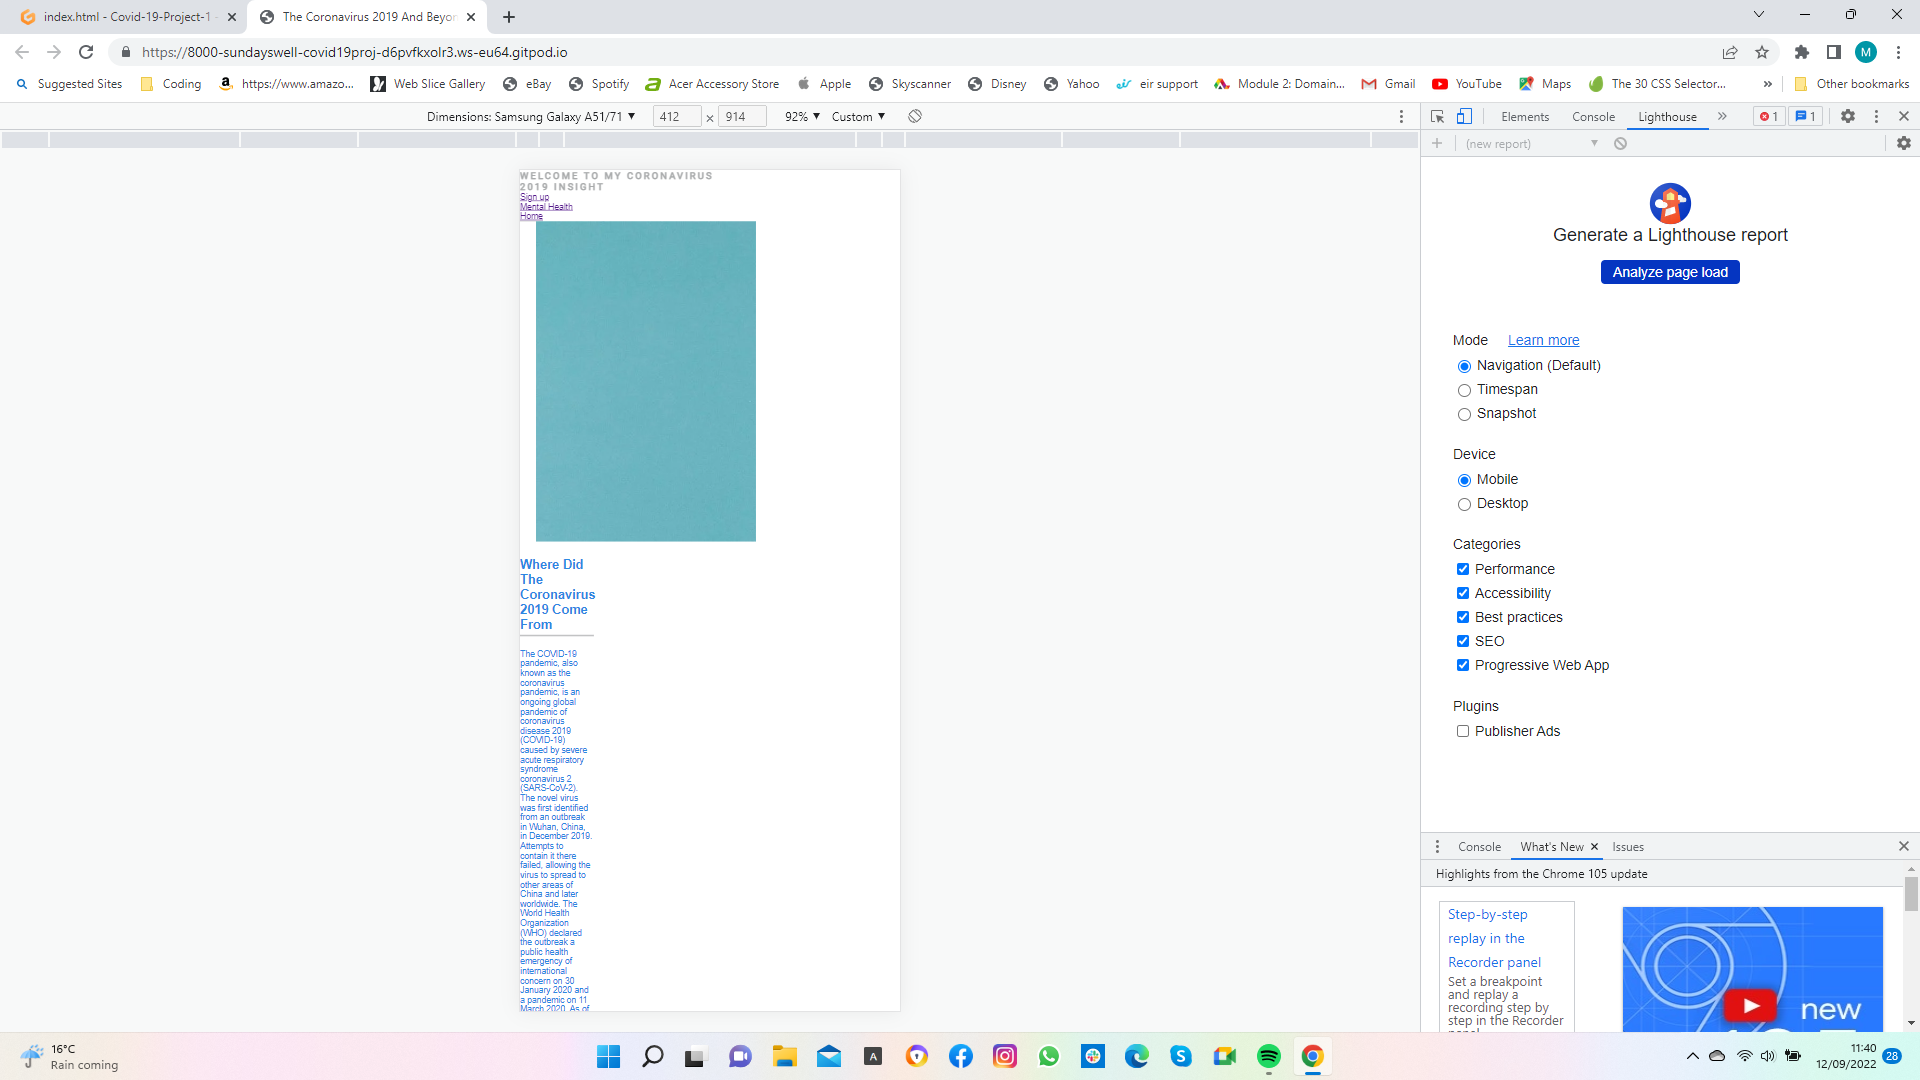 index.html - Covid-19-Project-1
The Coronavirus 2019 And Beyon
https://8000-sundayswell-covid19proj-d6pvfkxolr3.ws-eu64.gitpod.io
M
Suggested Sites
Coding
https://www.amazo...
Web Slice Gallery
eBay
Spotify
Acer Accessory Store
Apple
Skyscanner
Disney
Yahoo
eir support
Module 2: Domain...
Gmail
YouTube
Maps
The 30 CSS Selector...
»
Other bookmarks
Dimensions: Samsung Galaxy A51/71 ▼
412 × 914
92% ▼
Custom ▼
Elements
Console
Lighthouse
»
1
1
(new report)
WELCOME TO MY CORONAVIRUS
2019 INSIGHT
Sign up
Mental Health
Home
Where Did
The
Coronavirus
2019 Come
From
The COVID-19
pandemic, also
known as the
coronavirus
pandemic, is an
ongoing global
pandemic of
coronavirus
disease 2019
(COVID-19)
caused by severe
acute respiratory
syndrome
coronavirus 2
(SARS-CoV-2).
The novel virus
was first identified
from an outbreak
in Wuhan, China,
in December 2019.
Attempts to
contain it there
failed, allowing the
virus to spread to
other areas of
China and later
worldwide. The
World Health
Organization
(WHO) declared
the outbreak a
public health
emergency of
international
concern on 30
January 2020 and
a pandemic on 11
March 2020. As of
Generate a Lighthouse report
Analyze page load
Mode
Learn more
Navigation (Default)
Timespan
Snapshot
Device
Mobile
Desktop
Categories
Performance
Accessibility
Best practices
SEO
Progressive Web App
Plugins
Publisher Ads
Console
What's New
Issues
Highlights from the Chrome 105 update
Step-by-step
replay in the
Recorder panel
Set a breakpoint
and replay a
recording step by
step in the Recorder
new
16°C
Rain coming
A
11:40
12/09/2022
28